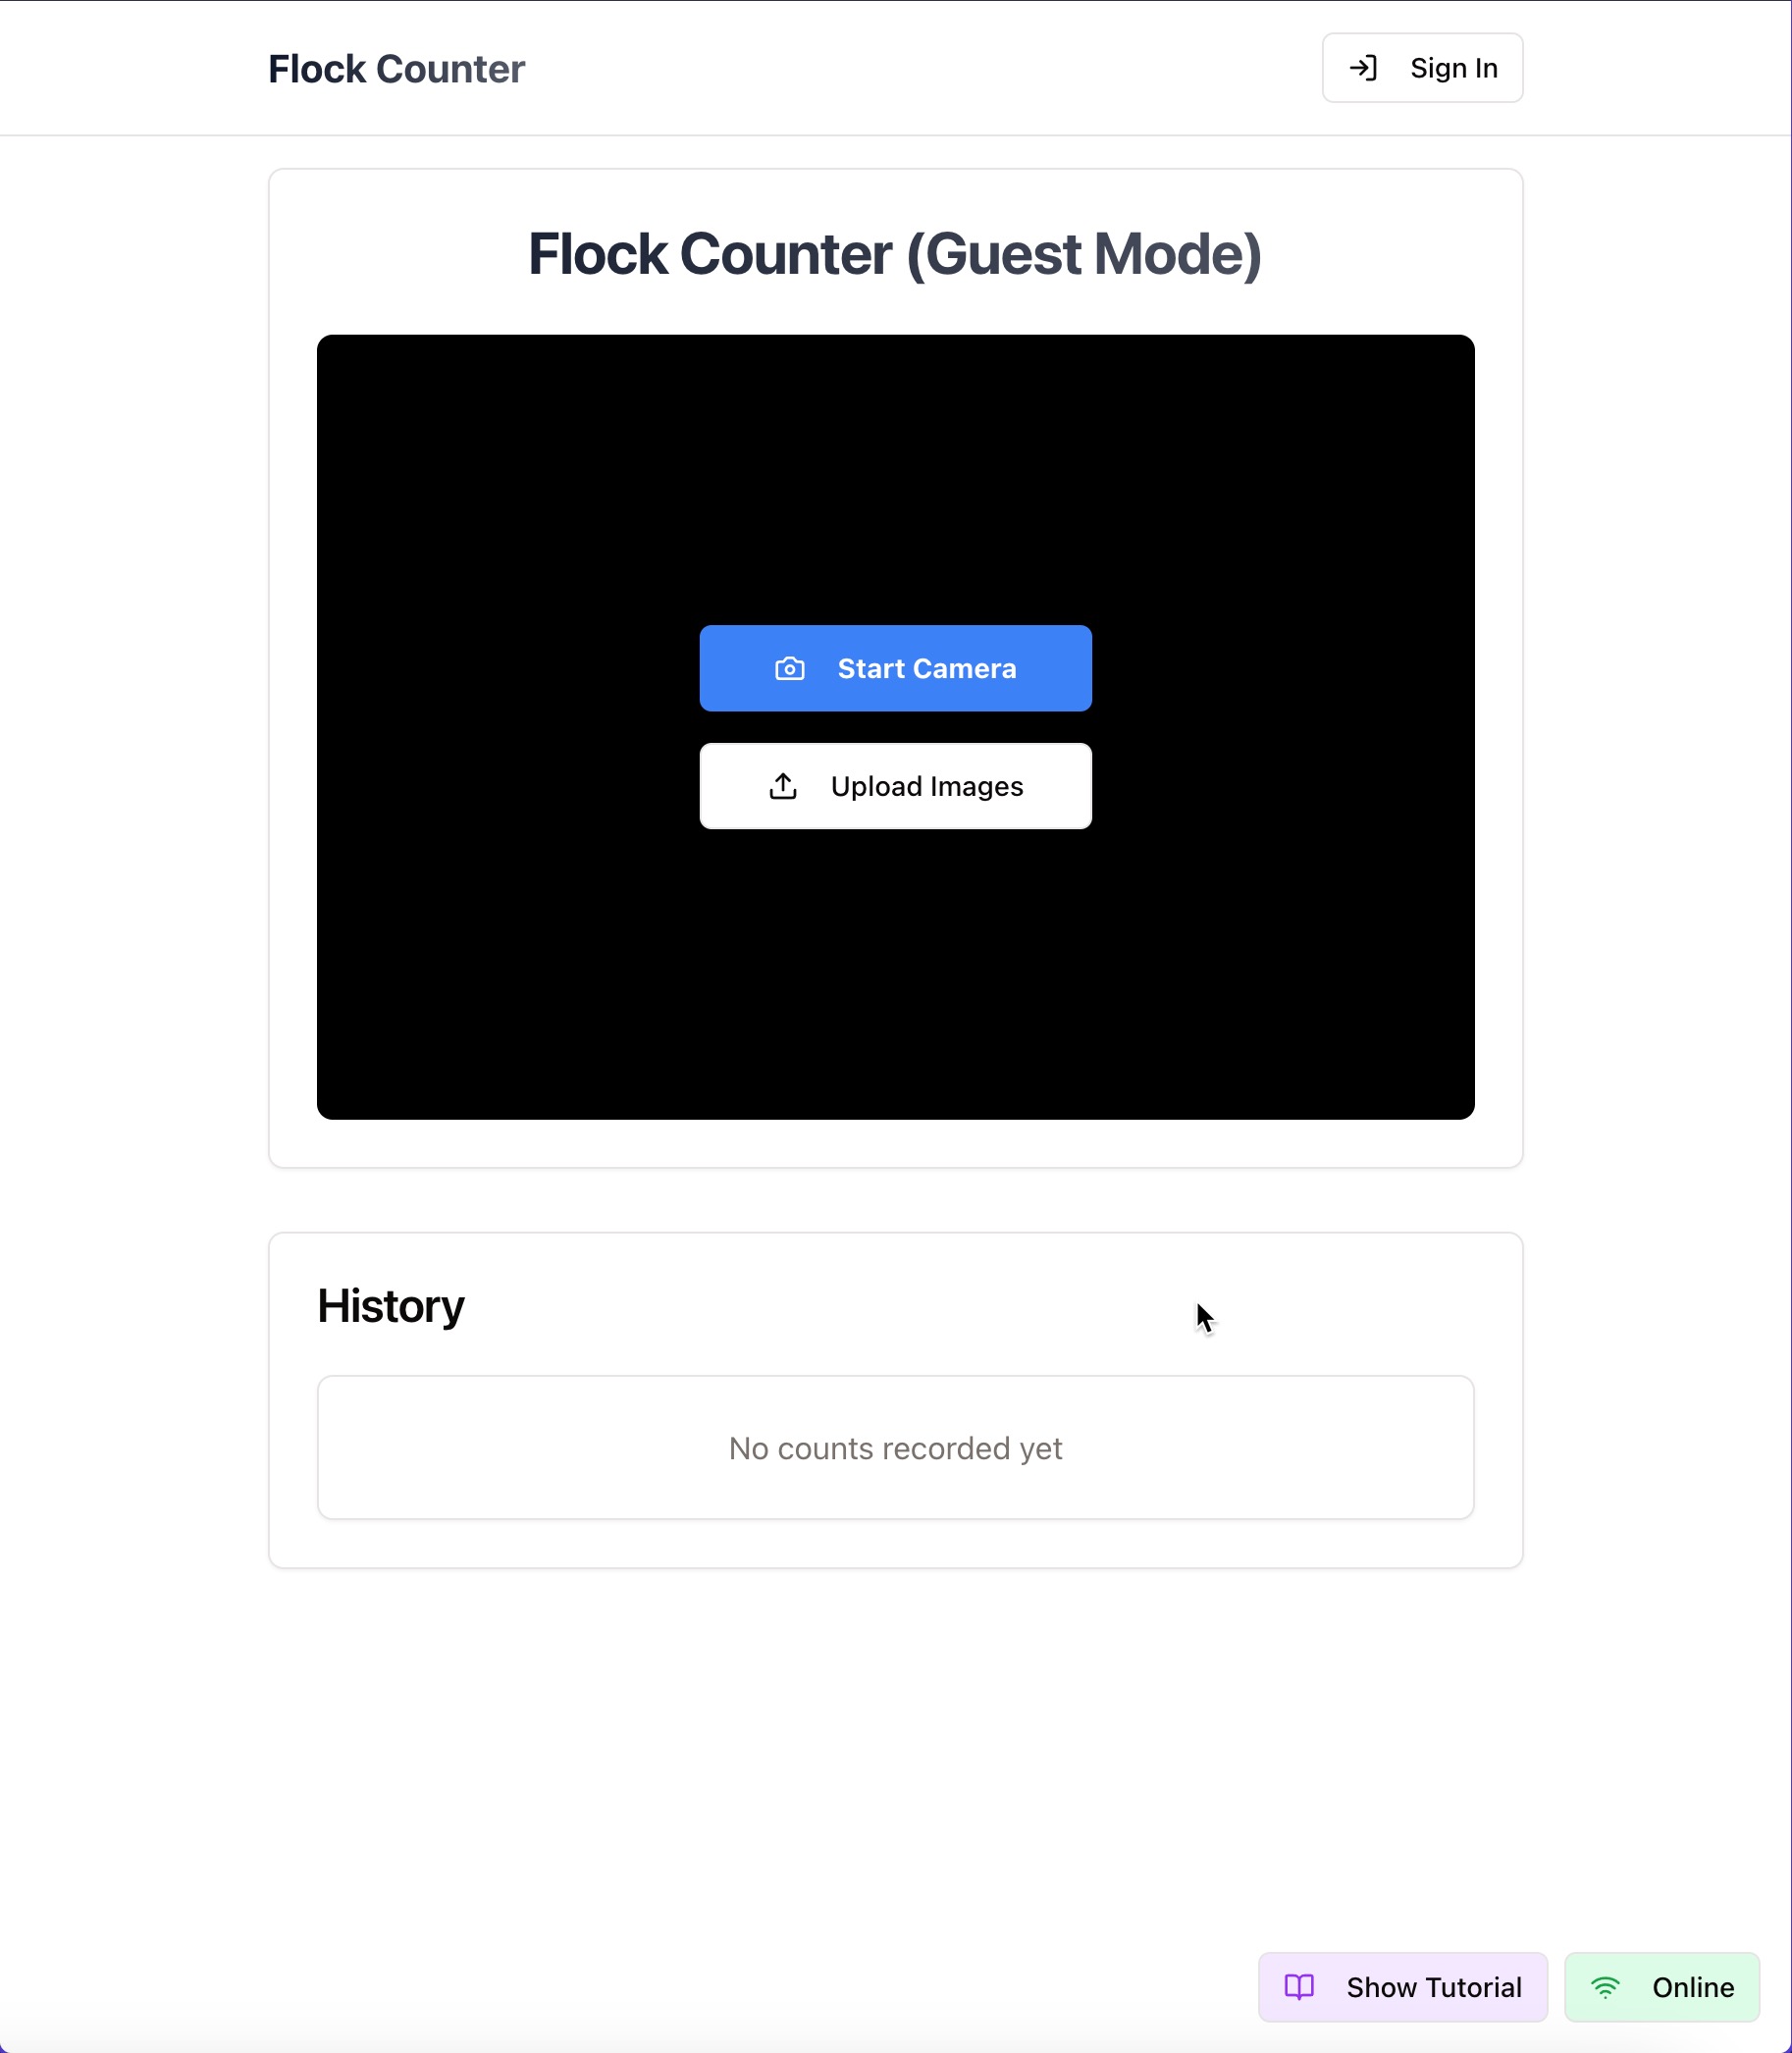 Flock Counter
Sign In
Flock Counter (Guest Mode)
Start Camera
Upload Images
History
No counts recorded yet
Show Tutorial
Online